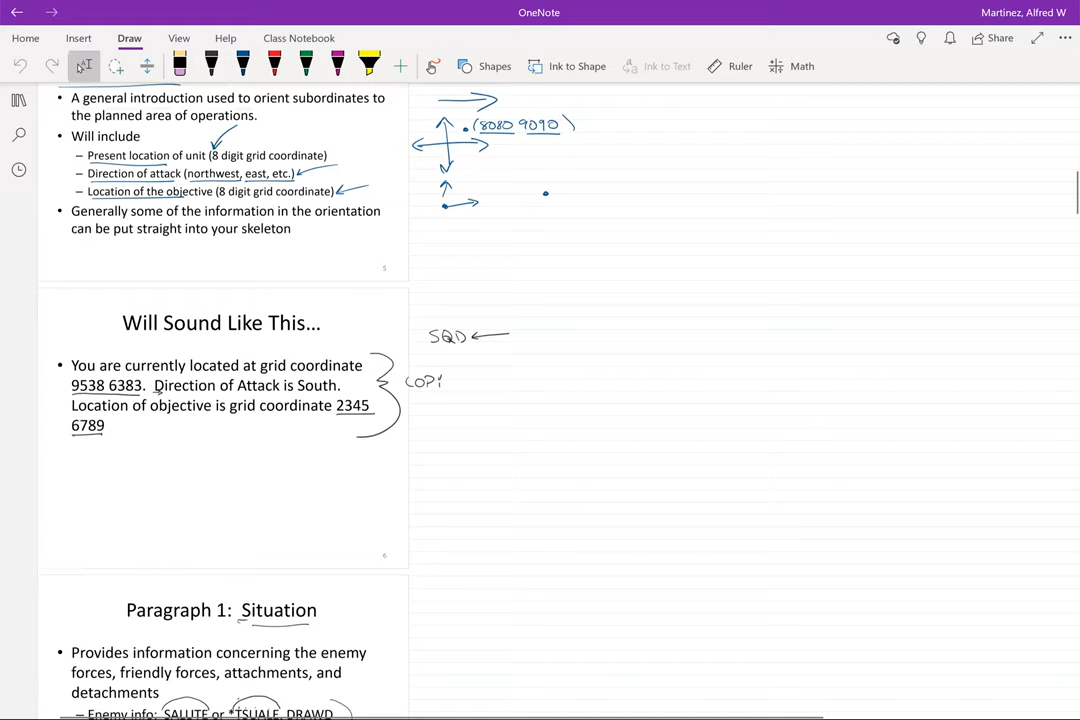 OneNote
Martinez, Alfred W
Home Insert Draw View Help Class Notebook
Share
Shapes Ink to Shape Ink to Text Ruler Math
• A general introduction used to orient subordinates to
the planned area of operations.
• Will include
– Present location of unit (8 digit grid coordinate)
– Direction of attack (northwest, east, etc.)
– Location of the objective (8 digit grid coordinate)
• Generally some of the information in the orientation
can be put straight into your skeleton
5
(8080 9090)
Will Sound Like This...
• You are currently located at grid coordinate
9538 6383. Direction of Attack is South.
Location of objective is grid coordinate 2345
6789
6
SQD
COPY
Paragraph 1: Situation
• Provides information concerning the enemy
forces, friendly forces, attachments, and
detachments
– Enemy info: SALUTE or *TSUALE, DRAWD